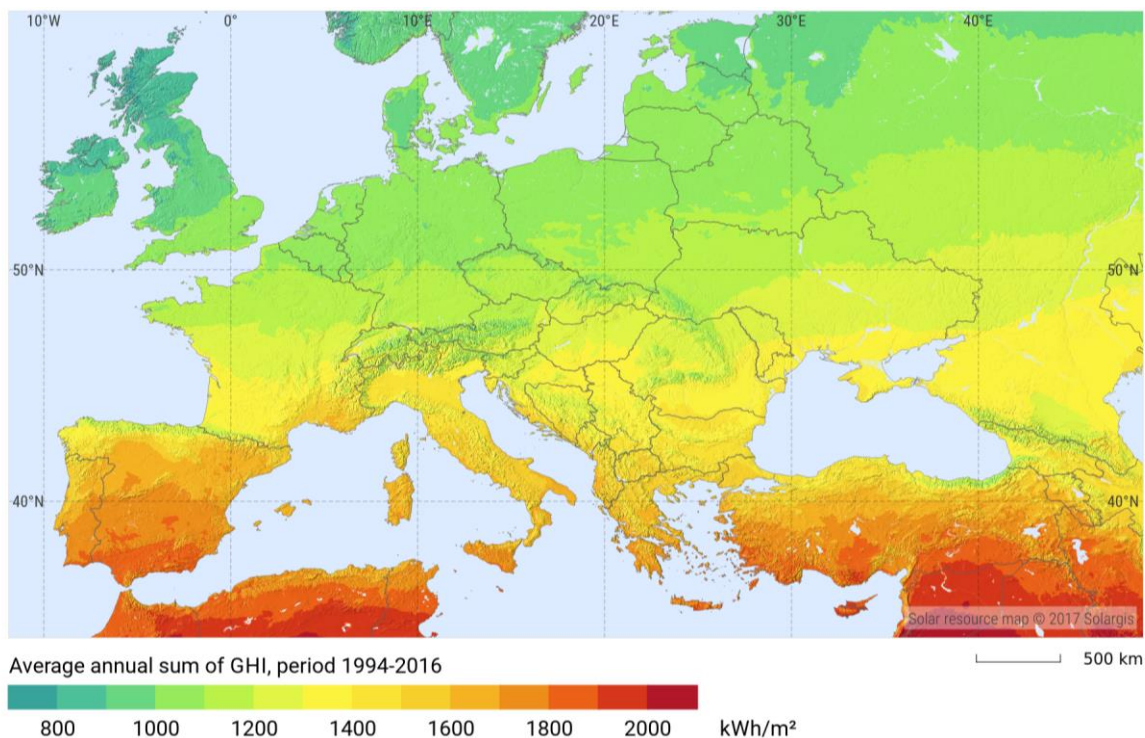 10°W 0° 10°E 20°E 30°E 40°E
50°N 50°N
40°N 40°N
Solar resource map © 2017 Solargis
Average annual sum of GHI, period 1994-2016
500 km
800 1000 1200 1400 1600 1800 2000 kWh/m²